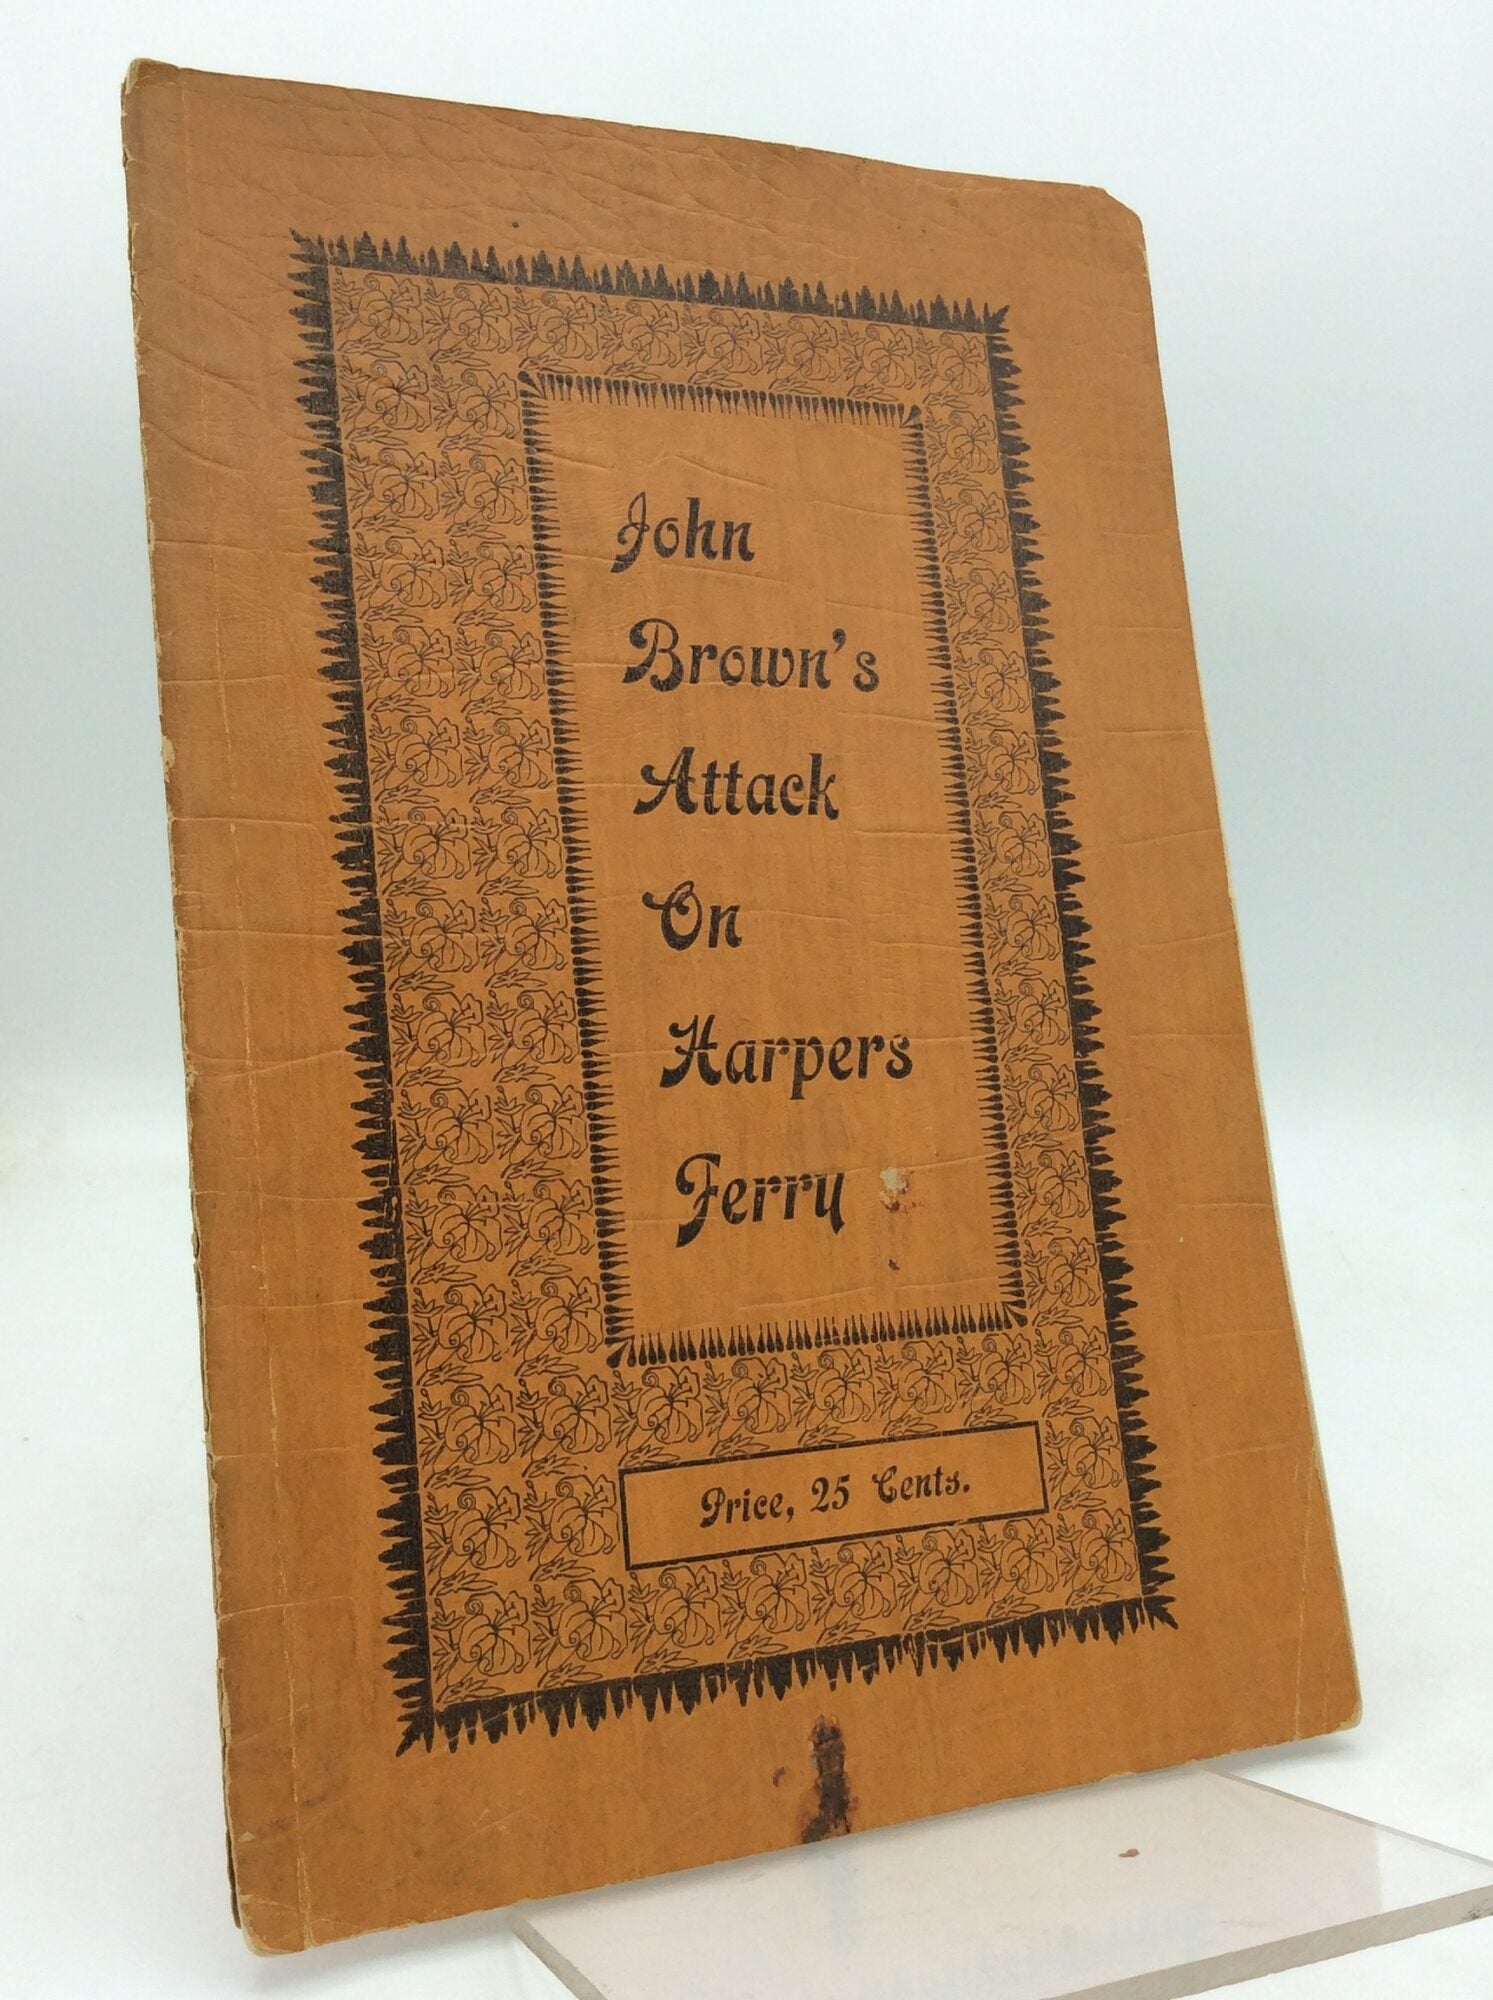 John
Brown's
Attack
On
Harpers
Ferry
Price, 25 Cents.